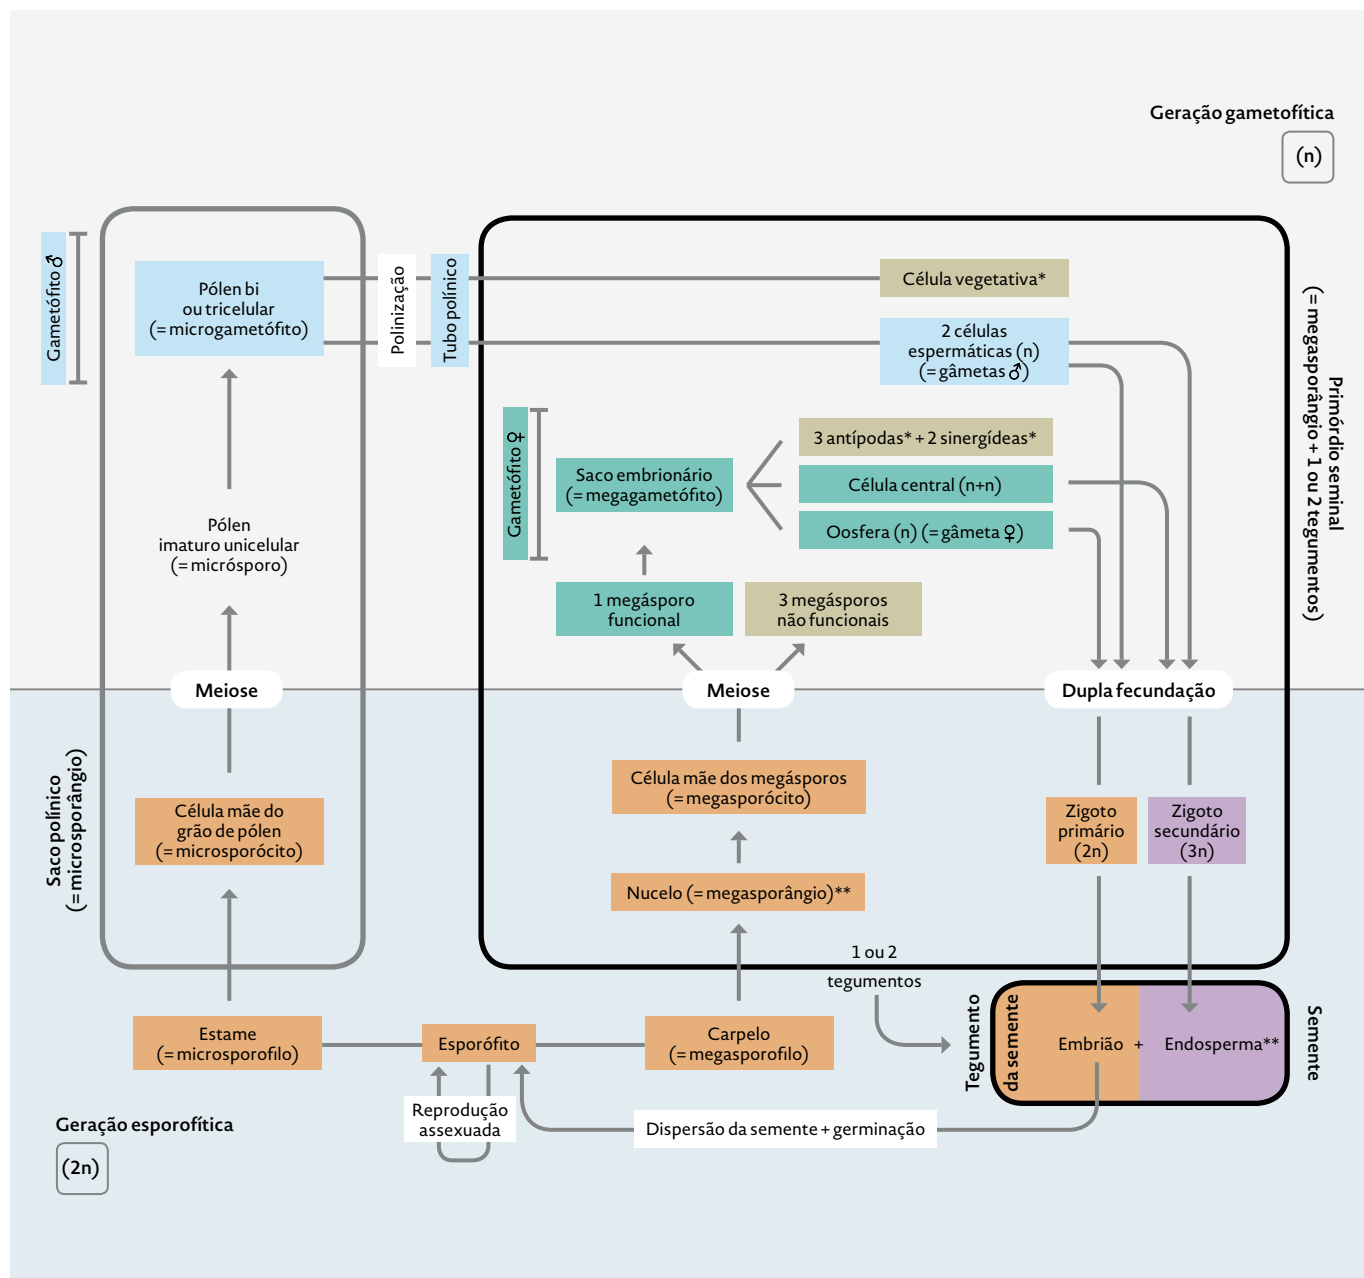 Geração gametofítica
(n)
Gametófito ♂
Pólen bi
ou tricelular
(= microgametófito)
Polinização
Tubo polínico
Célula vegetativa*
2 células
espermáticas (n)
(= gâmetas ♂)
Gametófito ♀
Saco embrionário
(= megagametófito)
3 antípodas* + 2 sinergídeas*
Célula central (n+n)
Oosfera (n) (= gâmeta ♀)
Primórdio seminal
(= megasporângio + 1 ou 2 tegumentos)
Pólen
imaturo unicelular
(= micrósporo)
1 megásporo
funcional
3 megásporos
não funcionais
Meiose
Meiose
Dupla fecundação
Saco polínico
(= microsporângio)
Célula mãe do
grão de pólen
(= microsporócito)
Célula mãe dos megásporos
(= megasporócito)
Zigoto
primário
(2n)
Zigoto
secundário
(3n)
Nucelo (= megasporângio)**
1 ou 2
tegumentos
Estame
(= microsporofilo)
Esporófito
Carpelo
(= megasporofilo)
Tegumento
da semente
Embrião +
Endosperma**
Semente
Reprodução
assexuada
Dispersão da semente + germinação
Geração esporofítica
(2n)